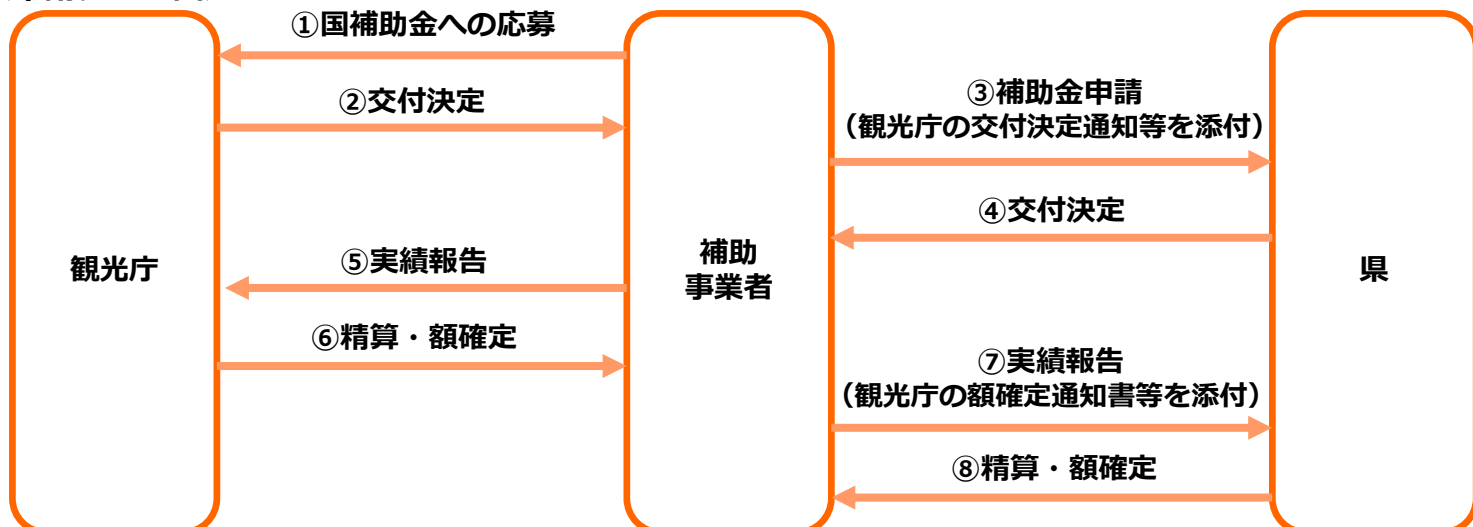 ①国補助金への応募
②交付決定
③補助金申請
（観光庁の交付決定通知等を添付）
④交付決定
観光庁
⑤実績報告
補助
事業者
県
⑥精算・額確定
⑦実績報告
（観光庁の額確定通知書等を添付）
⑧精算・額確定